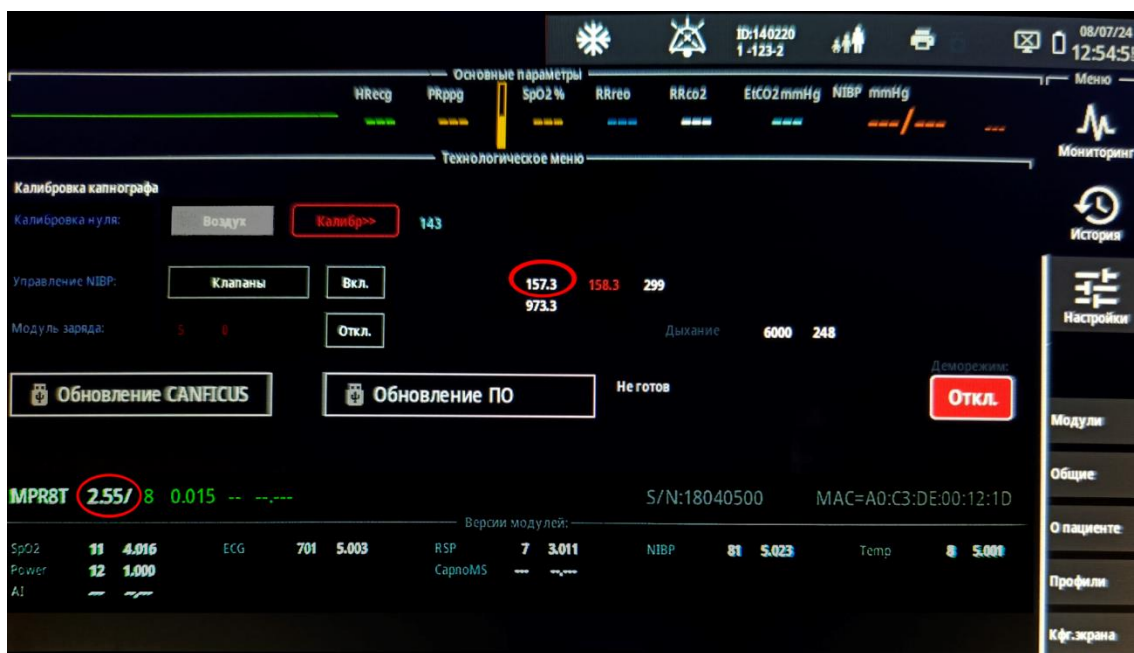 ID:140220
1 -123-2
08/07/24
12:54:5
Основные параметры
Меню
HRecg PRppg SpO2 % RRreo RRco2 EtCO2 mmHg NIBP mmHg
--- --- --- --- --- --- ---/--- ---
Мониторинг
Технологическое меню
Калибровка капнографа
Калибровка нуля: Воздух Калибр>> 143
История
Управление NIBP: Клапаны Вкл. 157.3 158.3 299
973.3
Настройки
Модуль заряда: 5 0 Откл. Дыхание 6000 248
Деморежим:
Обновление CANFICUS Обновление ПО Не готов Откл.
Модули
Общие
MPR8T 2.55/ 8 0.015 -- --.--- S/N:18040500 MAC=A0:C3:DE:00:12:1D
Версии модулей:
О пациенте
SpO2 11 4.016 ECG 701 5.003 RSP 7 3.011 NIBP 81 5.023 Temp 8 5.001
Power 12 1.000 CapnoMS --- --.---
AI --- --.---
Профили
Кфг.экрана